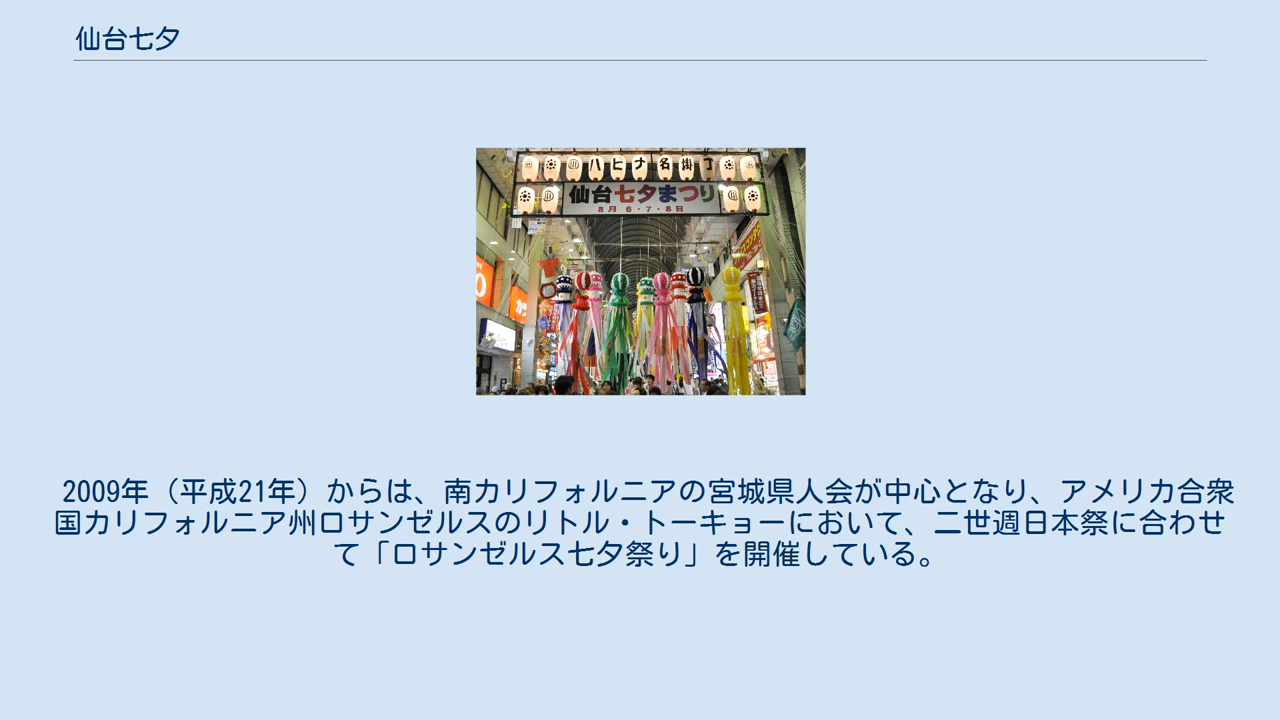 仙台七夕
ハピナ名掛丁
仙台七夕まつり
8月 6・7・8日
2009年（平成21年）からは、南カリフォルニアの宮城県人会が中心となり、アメリカ合衆
国カリフォルニア州ロサンゼルスのリトル・トーキョーにおいて、二世週日本祭に合わせ
て「ロサンゼルス七夕祭り」を開催している。